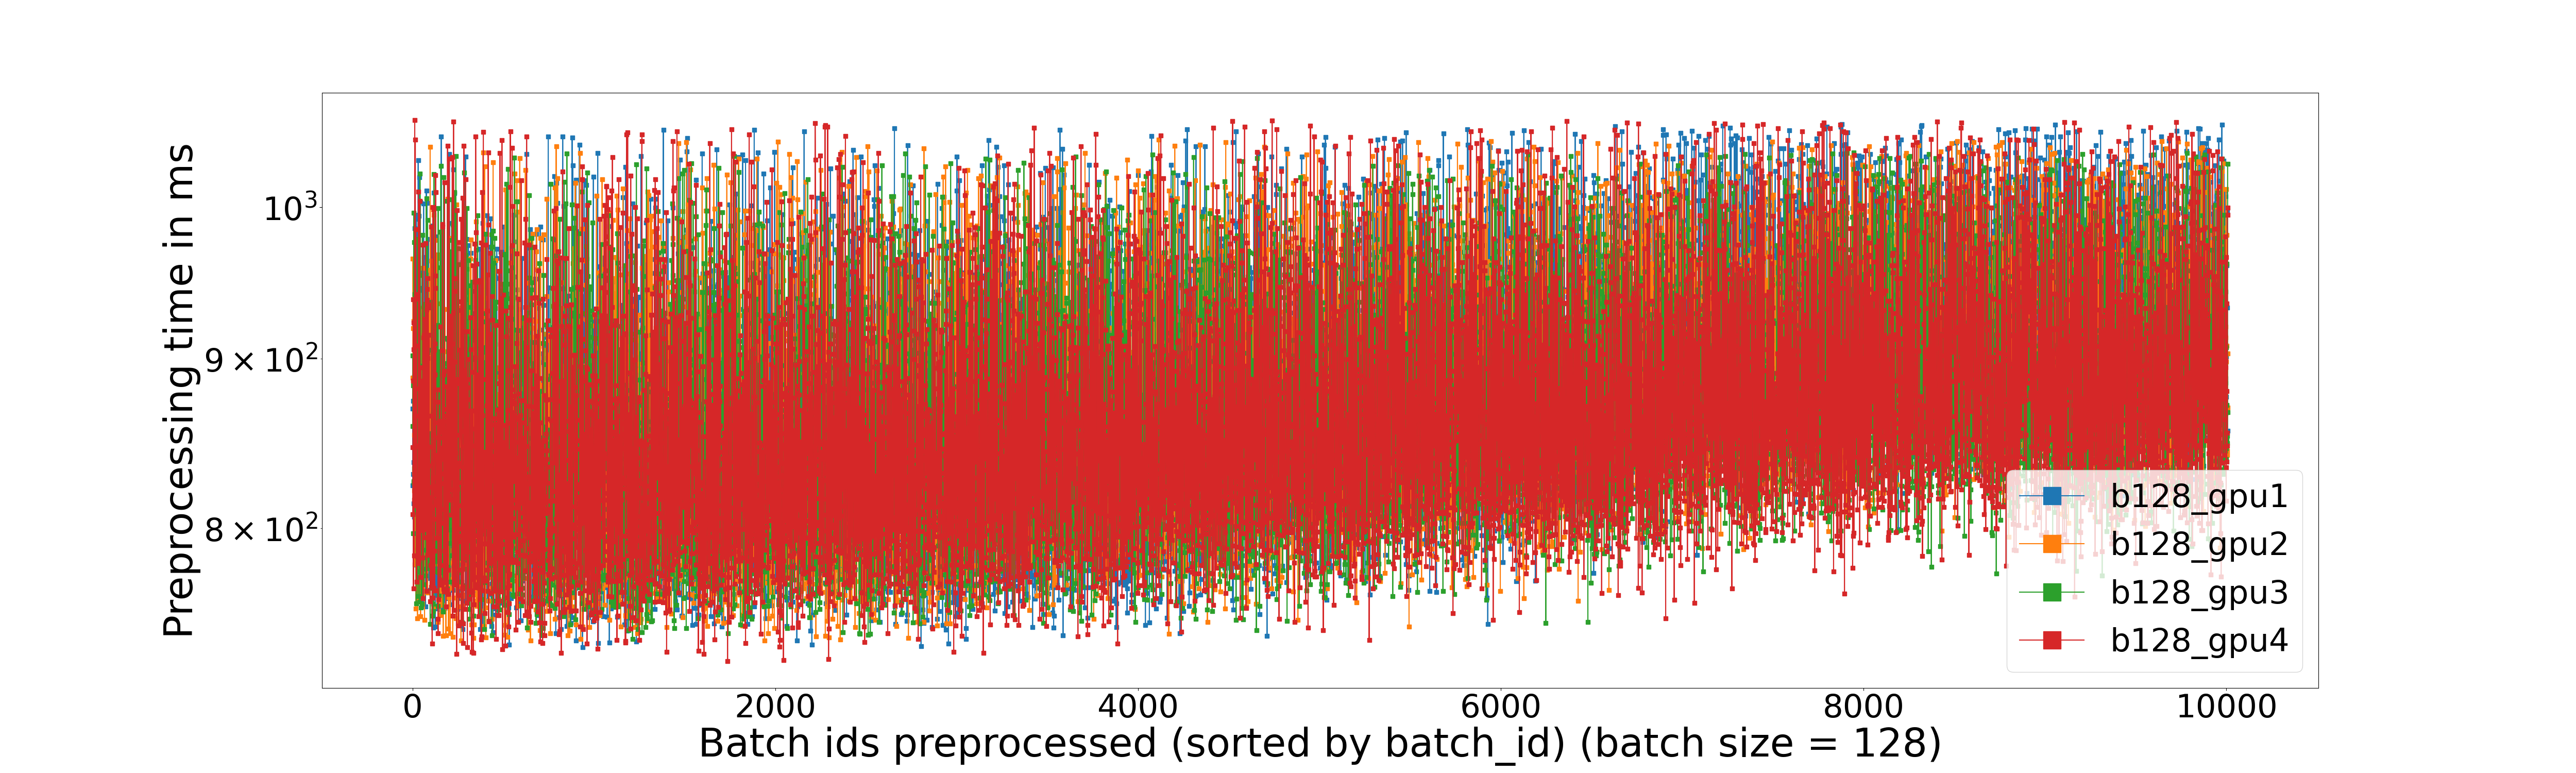 Preprocessing time in ms
10³
9 × 10²
8 × 10²
b128_gpu1
b128_gpu2
b128_gpu3
b128_gpu4
0 2000 4000 6000 8000 10000
Batch ids preprocessed (sorted by batch_id) (batch size = 128)